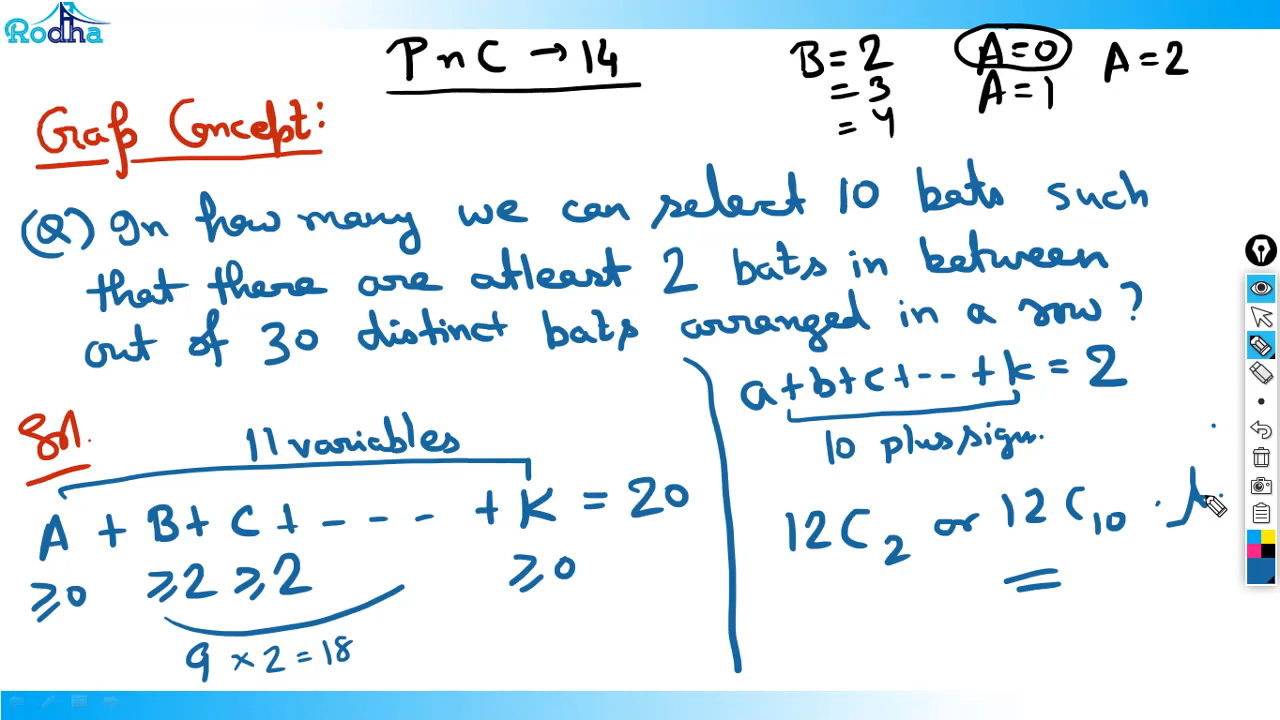 Rodha
PnC → 14
B = 2
= 3
= 4
A = 0
A = 1
A = 2
Gap Concept:
(Q) In how many we can select 10 bats such
that there are atleast 2 bats in between
out of 30 distinct bats arranged in a row?
Sol.
11 variables
A + B + C + - - - + K = 20
≥0 ≥2 ≥2 ≥0
9 × 2 = 18
a + b + c + - - + k = 2
10 plus sign.
12C2 or 12C10 .